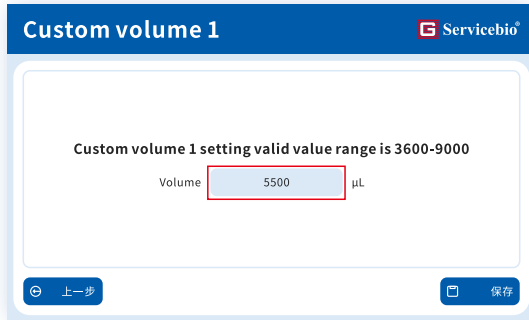 Custom volume 1
G Servicebio®
Custom volume 1 setting valid value range is 3600-9000
Volume 5500 μL
上一步
保存